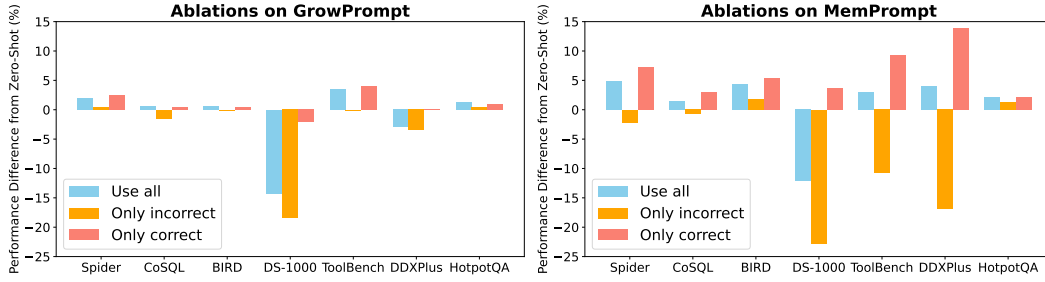 Ablations on GrowPrompt
Performance Difference from Zero-Shot (%)
15
10
5
0
−5
−10
−15
−20
−25
Use all
Only incorrect
Only correct
Spider CoSQL BIRD DS-1000 ToolBench DDXPlus HotpotQA
Ablations on MemPrompt
Performance Difference from Zero-Shot (%)
15
10
5
0
−5
−10
−15
−20
−25
Use all
Only incorrect
Only correct
Spider CoSQL BIRD DS-1000 ToolBench DDXPlus HotpotQA